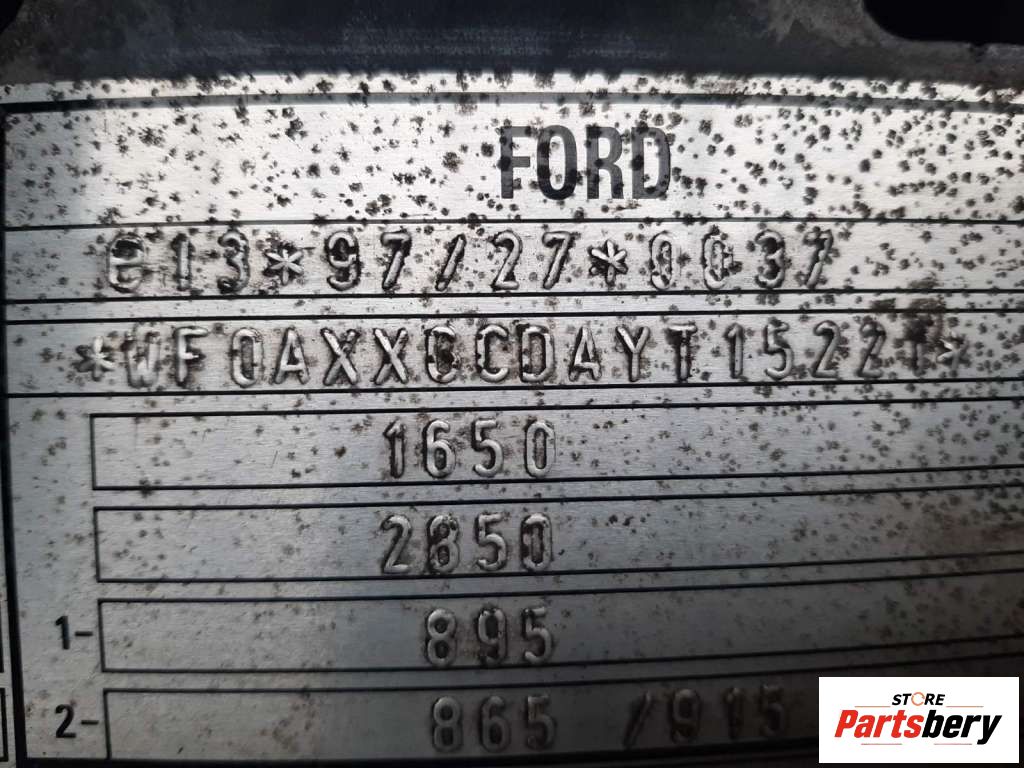 FORD
e13*97/27*0037
*WF0AXXGCDAYT15221*
1650
2850
1- 895
2- 865 /915
STORE
Partsbery